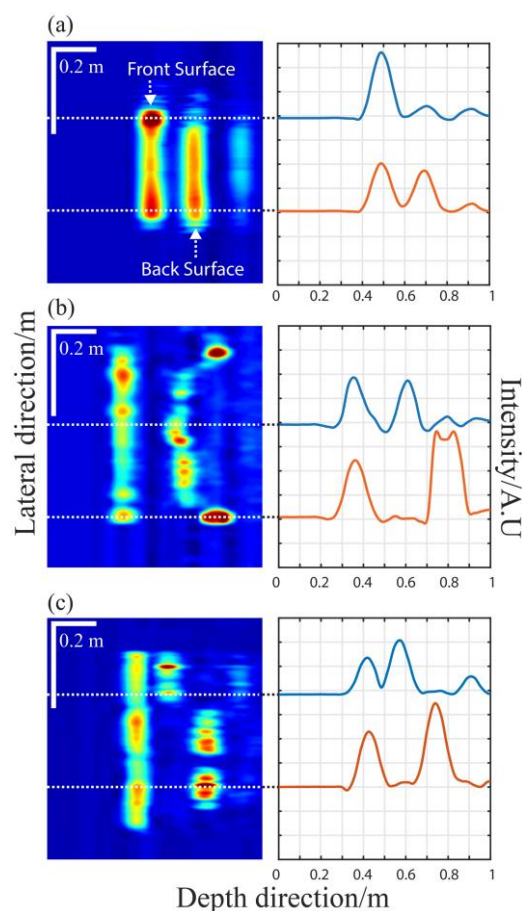 (a)
0.2 m
Front Surface
Back Surface
0 0.2 0.4 0.6 0.8 1
(b)
0.2 m
0 0.2 0.4 0.6 0.8 1
(c)
0.2 m
0 0.2 0.4 0.6 0.8 1
Lateral direction/m
Intensity/A.U
Depth direction/m